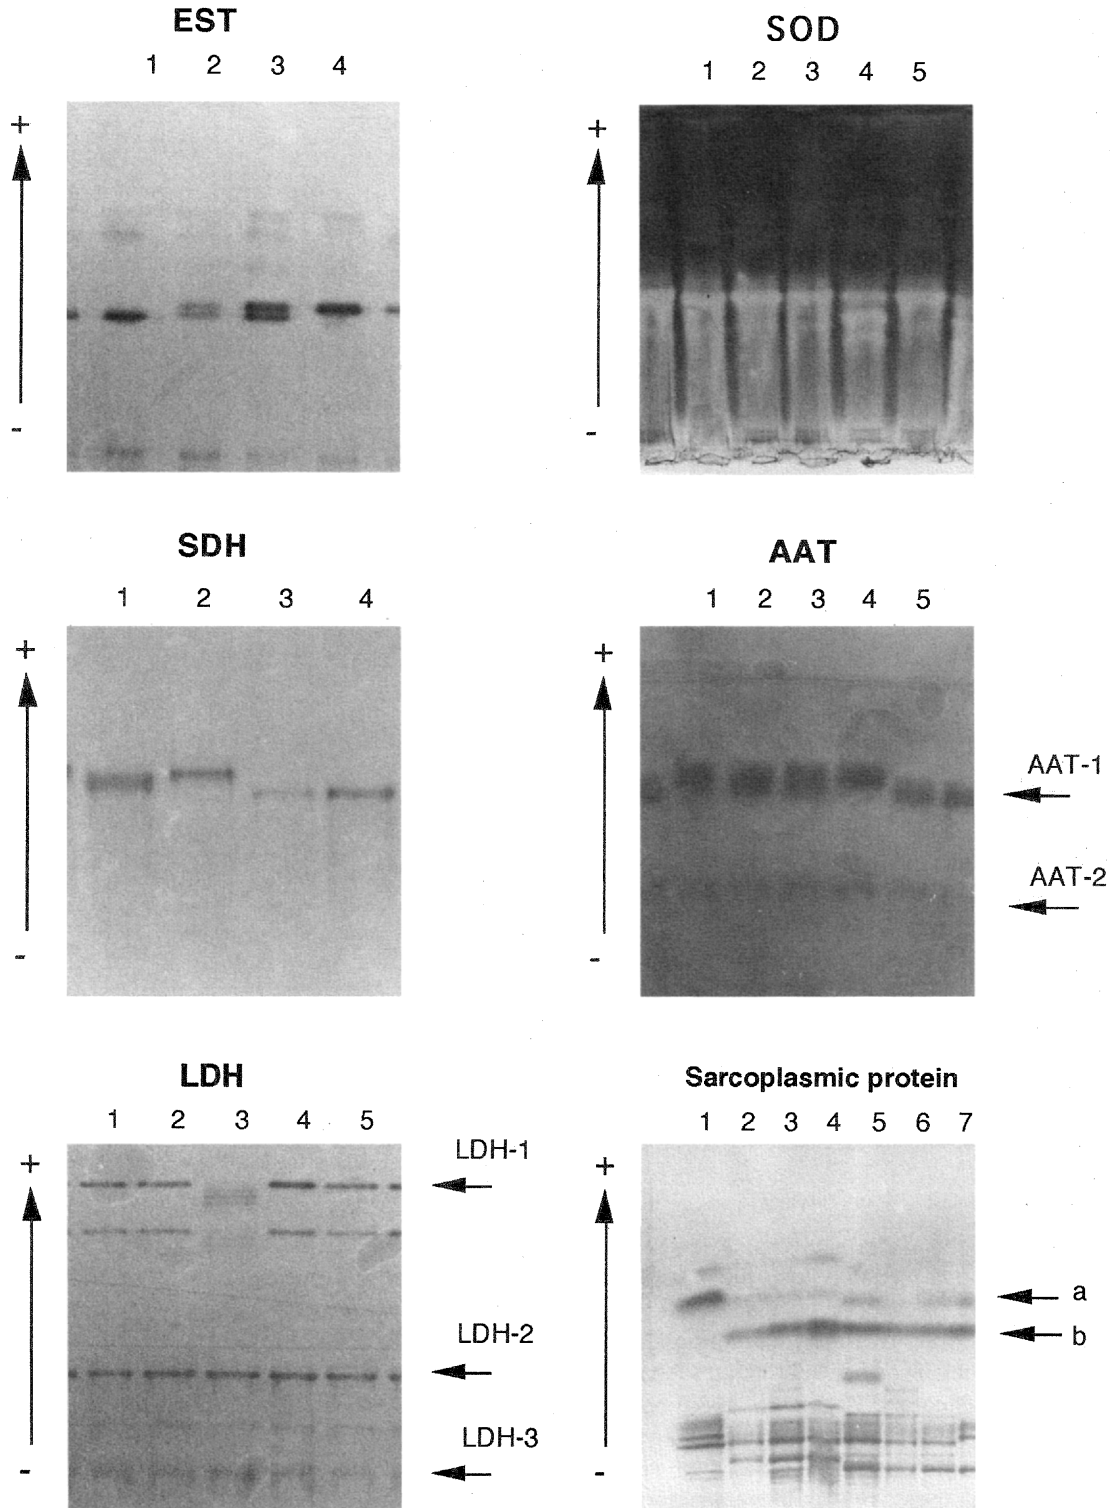 EST
1 2 3 4
+
-
SOD
1 2 3 4 5
+
-
SDH
1 2 3 4
+
-
AAT
1 2 3 4 5
+
AAT-1
AAT-2
-
LDH
1 2 3 4 5
+
LDH-1
LDH-2
LDH-3
-
Sarcoplasmic protein
1 2 3 4 5 6 7
+
a
b
-